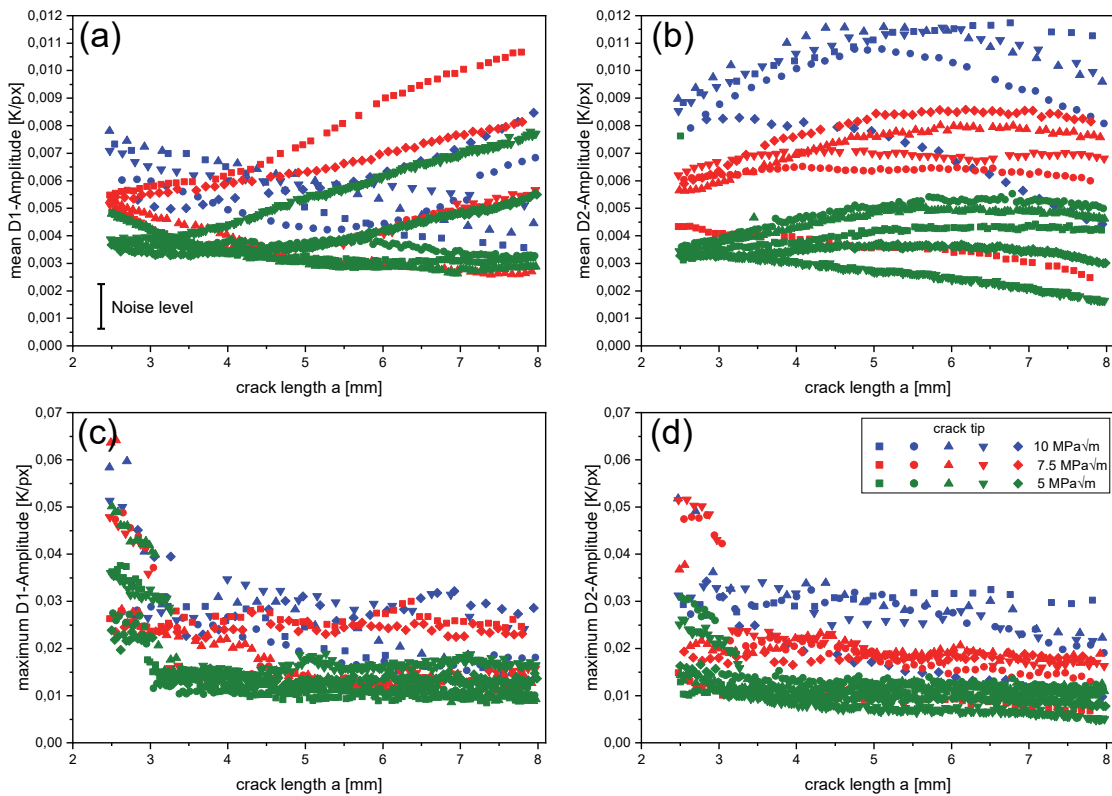 (a)
0,012
0,011
0,010
0,009
0,008
0,007
0,006
0,005
0,004
0,003
0,002
0,001
0,000
mean D1-Amplitude [K/px]
Noise level
2 3 4 5 6 7 8
crack length a [mm]
(b)
0,012
0,011
0,010
0,009
0,008
0,007
0,006
0,005
0,004
0,003
0,002
0,001
0,000
mean D2-Amplitude [K/px]
2 3 4 5 6 7 8
crack length a [mm]
(c)
0,07
0,06
0,05
0,04
0,03
0,02
0,01
0,00
maximum D1-Amplitude [K/px]
2 3 4 5 6 7 8
crack length a [mm]
(d)
0,07
0,06
0,05
0,04
0,03
0,02
0,01
0,00
maximum D2-Amplitude [K/px]
crack tip
10 MPa√m
7.5 MPa√m
5 MPa√m
2 3 4 5 6 7 8
crack length a [mm]